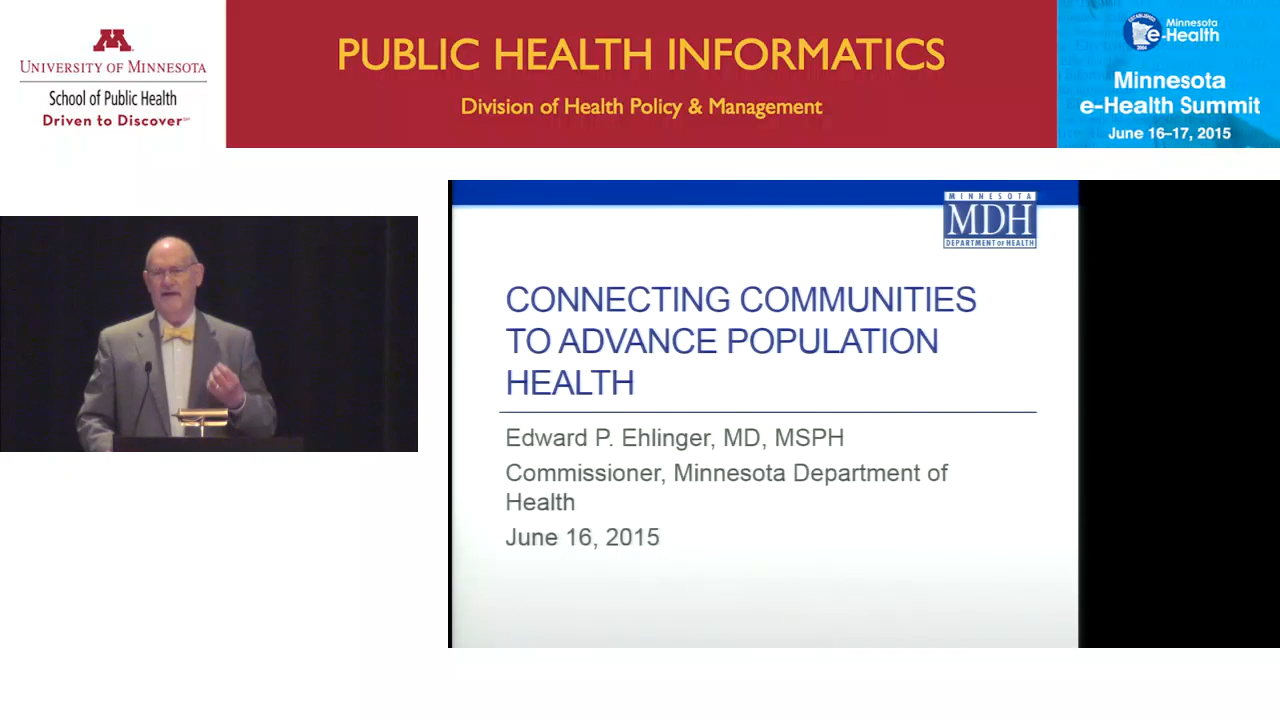 UNIVERSITY OF MINNESOTA
School of Public Health
Driven to Discover
PUBLIC HEALTH INFORMATICS
Division of Health Policy & Management
ESTABLISHED
e
2004
Minnesota
e-Health
Minnesota
e-Health Summit
June 16–17, 2015
MINNESOTA
MDH
DEPARTMENT OF HEALTH
CONNECTING COMMUNITIES
TO ADVANCE POPULATION
HEALTH
Edward P. Ehlinger, MD, MSPH
Commissioner, Minnesota Department of
Health
June 16, 2015